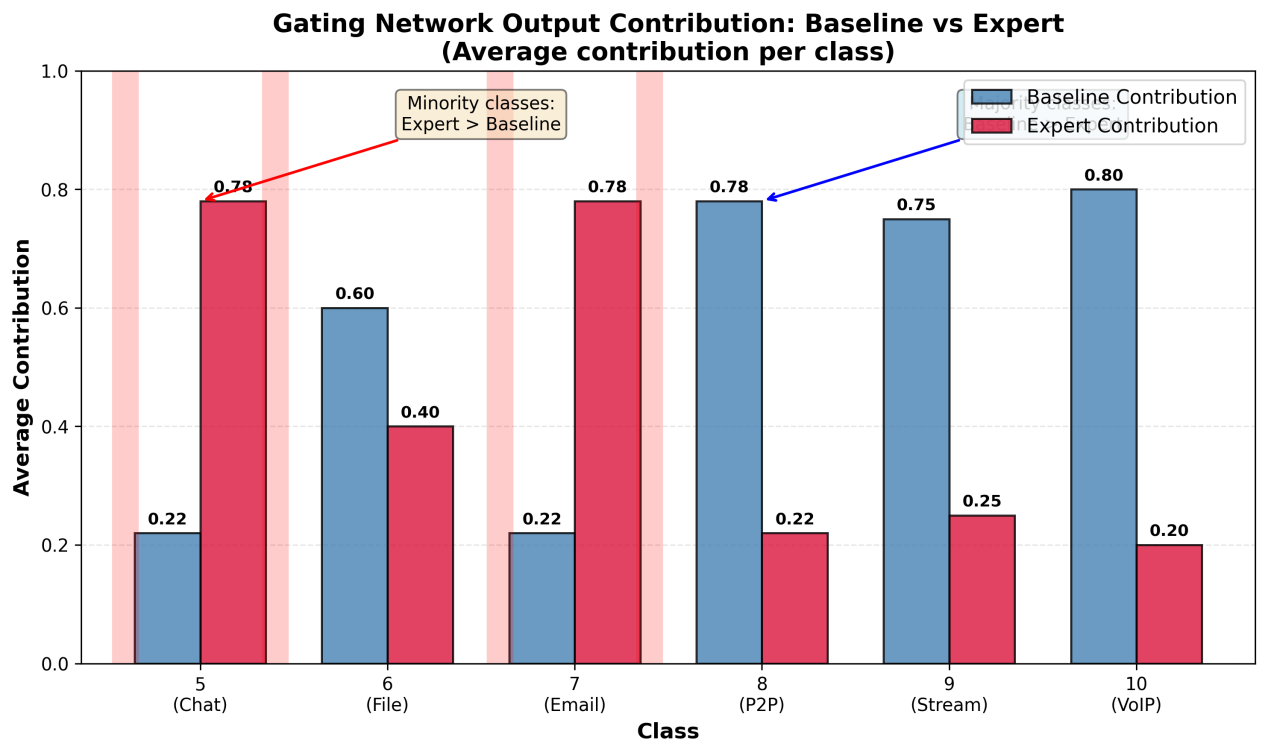 Gating Network Output Contribution: Baseline vs Expert
(Average contribution per class)
Average Contribution
1.0
0.8
0.6
0.4
0.2
0.0
Minority classes:
Expert > Baseline
Majority classes:
Baseline Contribution
Expert Contribution
0.22
0.78
0.60
0.40
0.22
0.78
0.78
0.22
0.75
0.25
0.80
0.20
5
(Chat)
6
(File)
7
(Email)
8
(P2P)
9
(Stream)
10
(VoIP)
Class